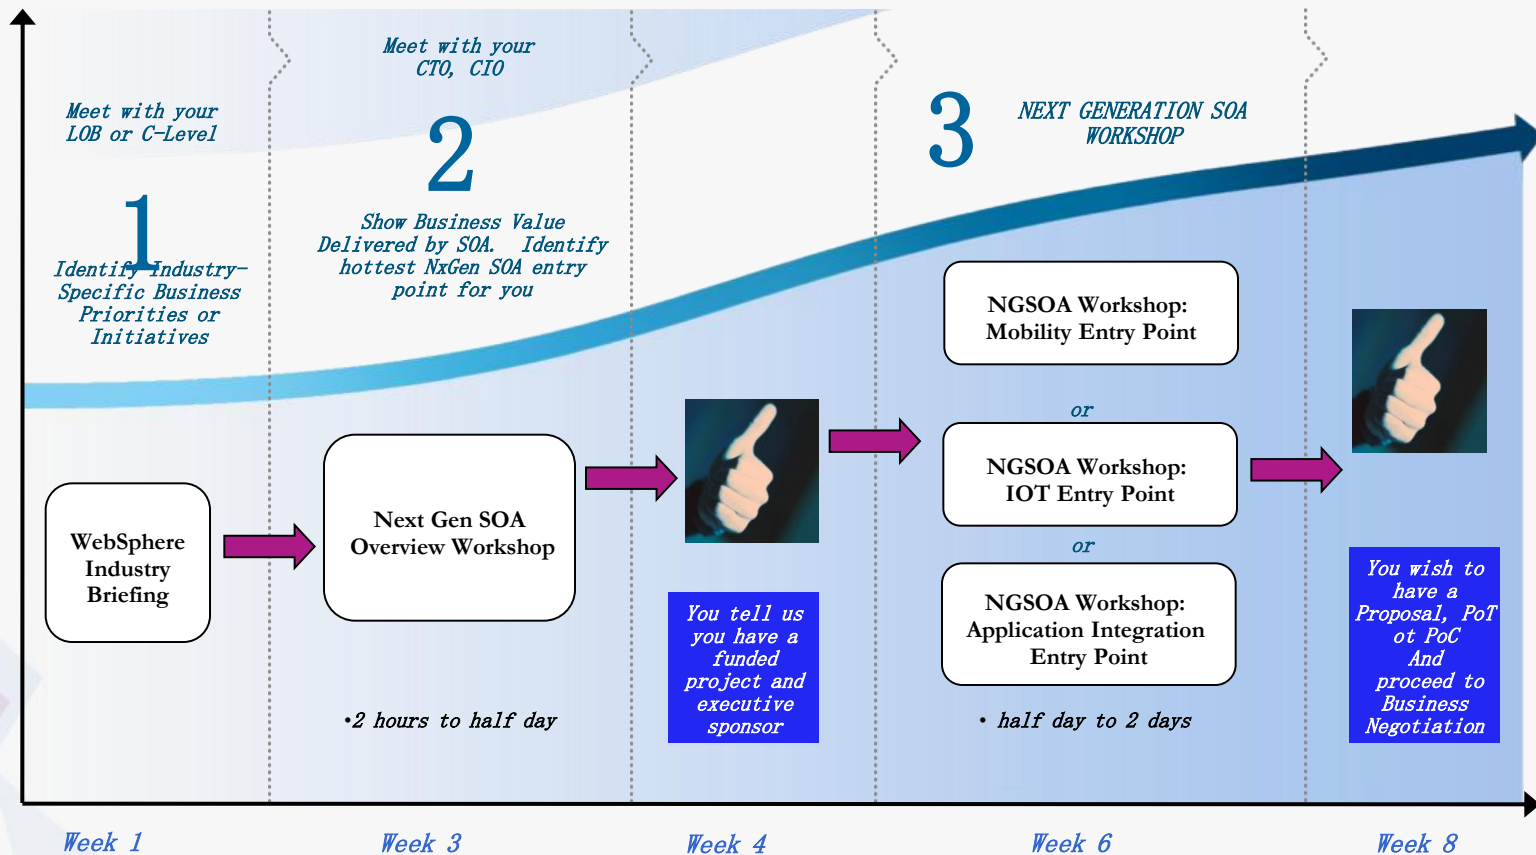 Meet with your
LOB or C-Level
1
Identify Industry-
Specific Business
Priorities or
Initiatives
WebSphere
Industry
Briefing
Meet with your
CTO, CIO
2
Show Business Value
Delivered by SOA. Identify
hottest NxGen SOA entry
point for you
Next Gen SOA
Overview Workshop
•2 hours to half day
You tell us
you have a
funded
project and
executive
sponsor
3
NEXT GENERATION SOA
WORKSHOP
NGSOA Workshop:
Mobility Entry Point
or
NGSOA Workshop:
IOT Entry Point
or
NGSOA Workshop:
Application Integration
Entry Point
• half day to 2 days
You wish to
have a
Proposal, PoT
ot PoC
And
proceed to
Business
Negotiation
Week 1
Week 3
Week 4
Week 6
Week 8